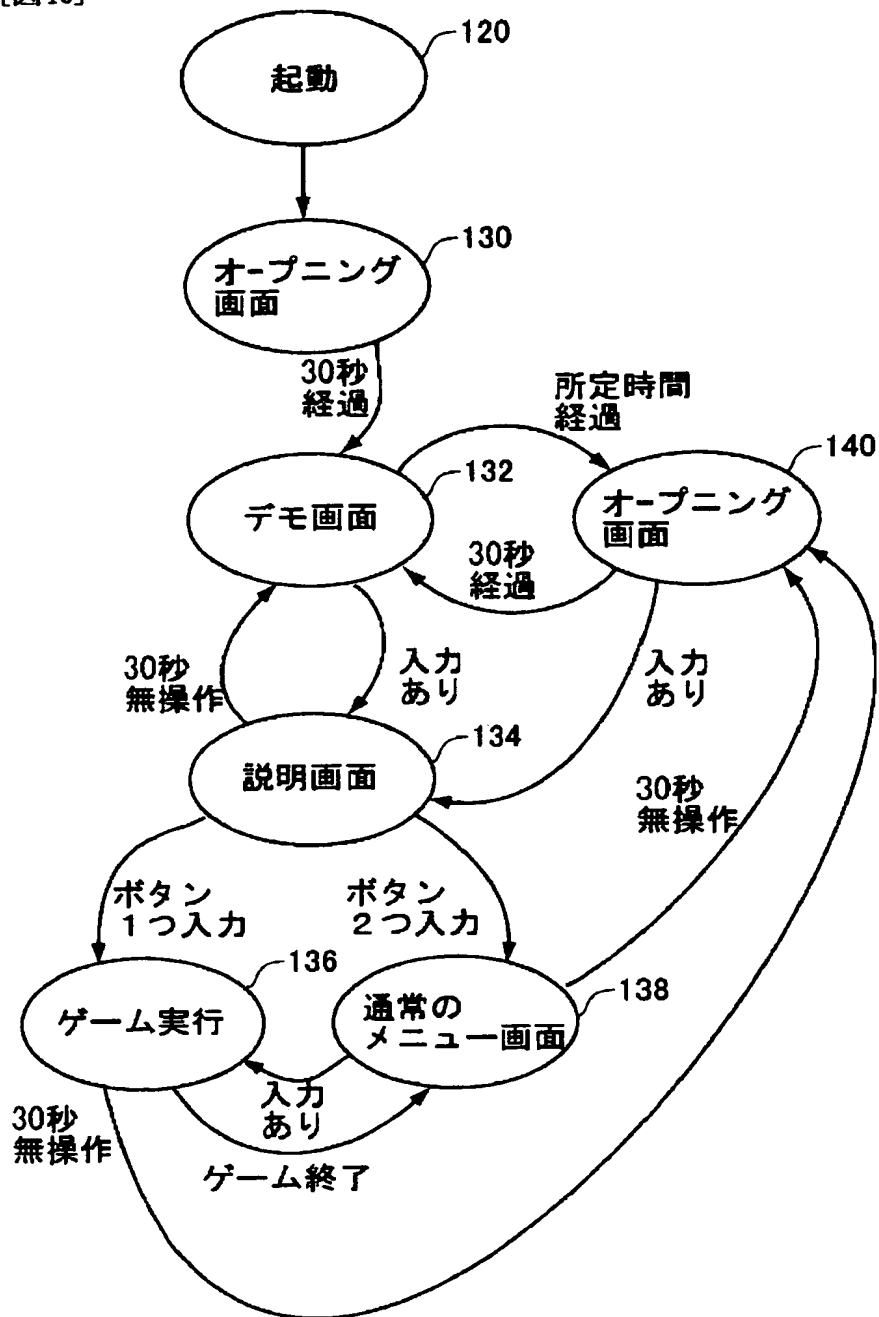 120
起動
130
オープニング
画面
30秒
経過
所定時間
経過
132
140
デモ画面
オープニング
画面
30秒
経過
30秒
無操作
入力
あり
入力
あり
134
説明画面
30秒
無操作
ボタン
1つ入力
ボタン
2つ入力
136
138
ゲーム実行
通常の
メニュー画面
入力
あり
30秒
無操作
ゲーム終了